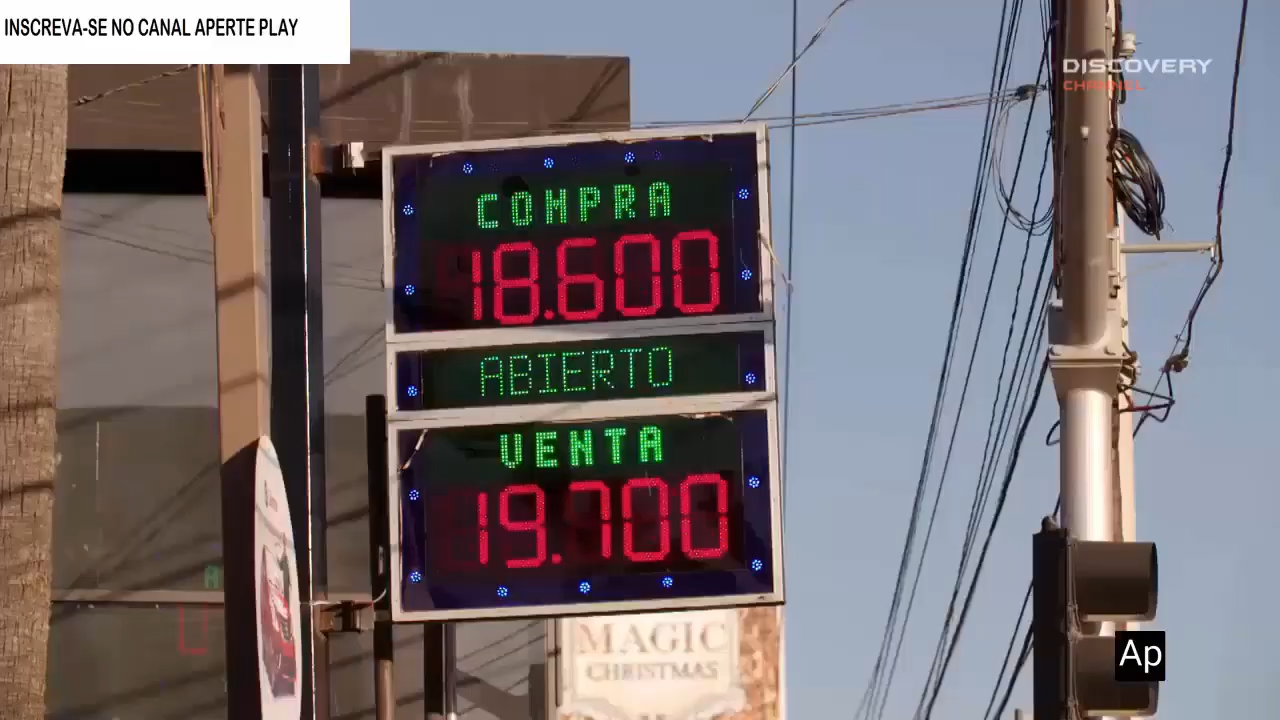 INSCREVA-SE NO CANAL APERTE PLAY
DISCOVERY
CHANNEL
COMPRA
18.600
ABIERTO
VENTA
19.700
MAGIC
CHRISTMAS
Ap